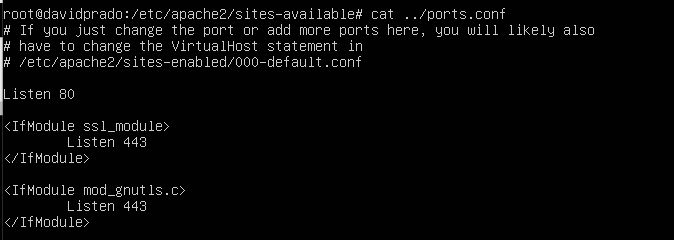 root@davidprado:/etc/apache2/sites-available# cat ../ports.conf
# If you just change the port or add more ports here, you will likely also
# have to change the VirtualHost statement in
# /etc/apache2/sites-enabled/000-default.conf

Listen 80

<IfModule ssl_module>
        Listen 443
</IfModule>

<IfModule mod_gnutls.c>
        Listen 443
</IfModule>